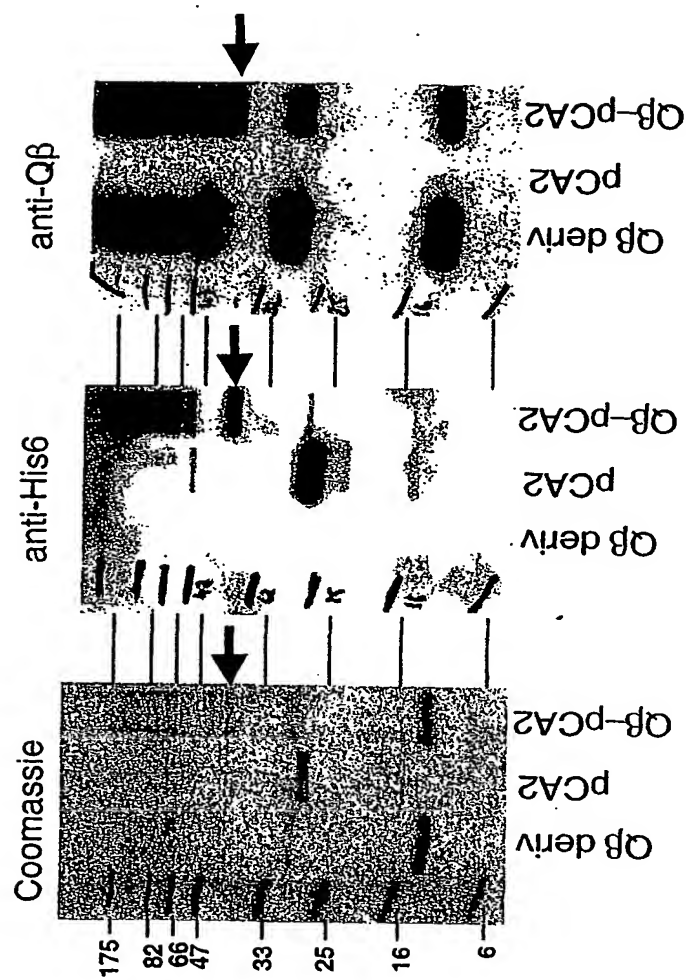 Coomassie
175
82
66
47
33
25
16
6
Qβ deriv
pCA2
Qβ-pCA2
anti-His6
Qβ deriv
pCA2
Qβ-pCA2
anti-Qβ
Qβ deriv
pCA2
Qβ-pCA2